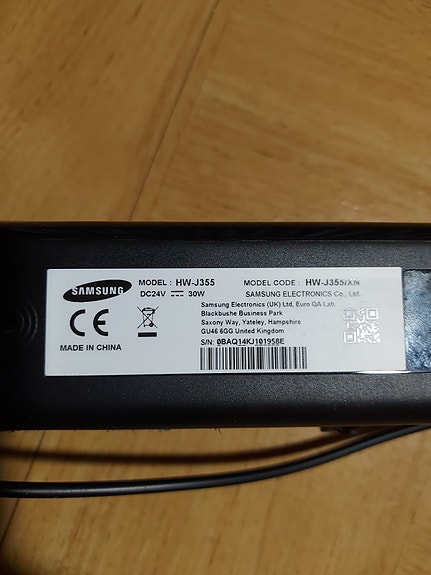 SAMSUNG
MODEL : HW-J355
MODEL CODE : HW-J355/XN
DC24V 30W
SAMSUNG ELECTRONICS Co., Ltd.
Samsung Electronics (UK) Ltd, Euro QA Lab.
Blackbushe Business Park
Saxony Way, Yateley, Hampshire
GU46 6GG United Kingdom
CE
MADE IN CHINA
S/N: 0BAQ14KJ101958E